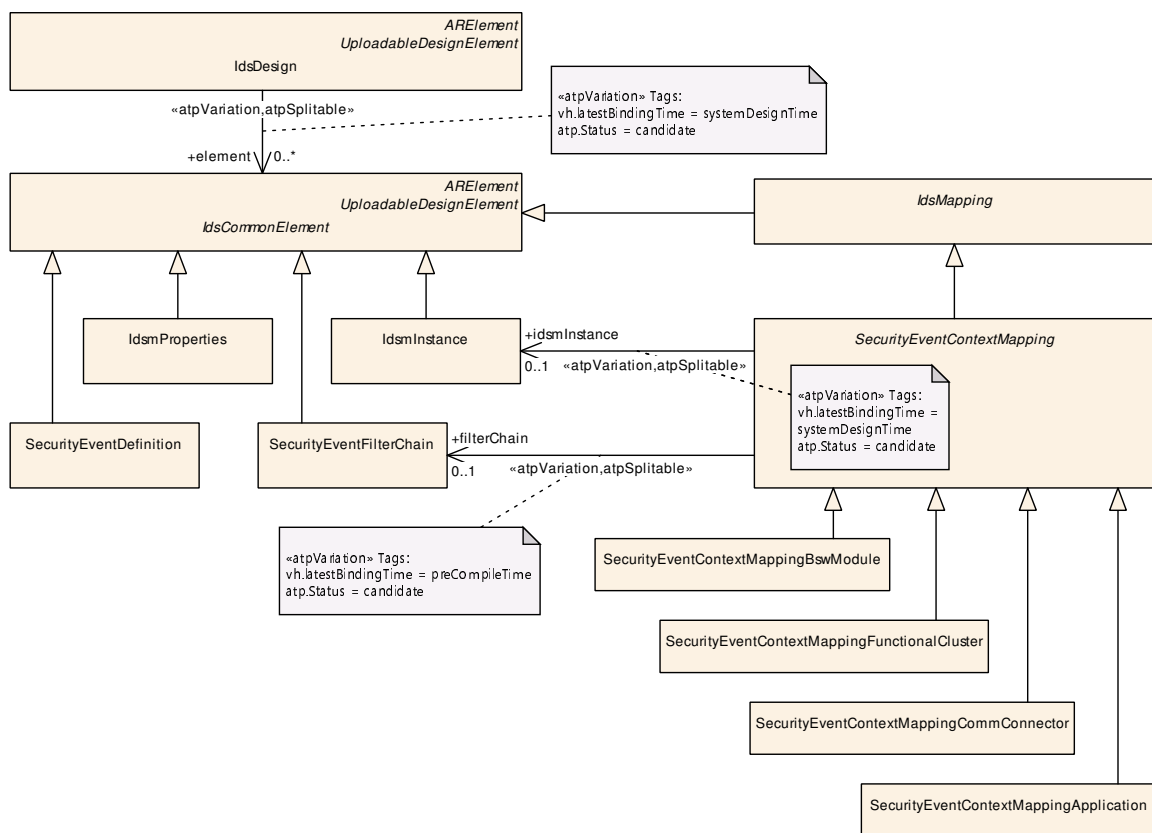 ARElement
UploadableDesignElement
IdsDesign
«atpVariation,atpSplitable»
+element
0..*
«atpVariation» Tags:
vh.latestBindingTime = systemDesignTime
atp.Status = candidate
ARElement
UploadableDesignElement
IdsCommonElement
IdsMapping
IdsmProperties
IdsmInstance
+idsmInstance
0..1
«atpVariation,atpSplitable»
SecurityEventContextMapping
«atpVariation» Tags:
vh.latestBindingTime =
systemDesignTime
atp.Status = candidate
SecurityEventDefinition
SecurityEventFilterChain
+filterChain
0..1
«atpVariation,atpSplitable»
«atpVariation» Tags:
vh.latestBindingTime = preCompileTime
atp.Status = candidate
SecurityEventContextMappingBswModule
SecurityEventContextMappingFunctionalCluster
SecurityEventContextMappingCommConnector
SecurityEventContextMappingApplication